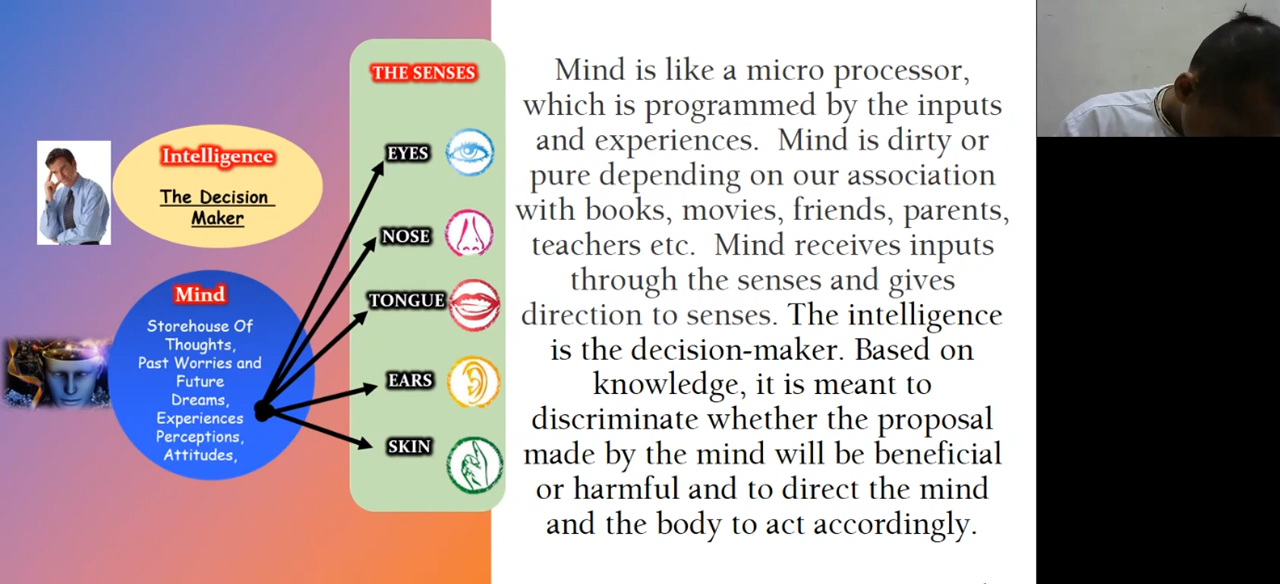 THE SENSES
Intelligence
The Decision
Maker
Mind
Storehouse Of
Thoughts,
Past Worries and
Future
Dreams,
Experiences
Perceptions,
Attitudes,
EYES
NOSE
TONGUE
EARS
SKIN
Mind is like a micro processor,
which is programmed by the inputs
and experiences. Mind is dirty or
pure depending on our association
with books, movies, friends, parents,
teachers etc. Mind receives inputs
through the senses and gives
direction to senses. The intelligence
is the decision-maker. Based on
knowledge, it is meant to
discriminate whether the proposal
made by the mind will be beneficial
or harmful and to direct the mind
and the body to act accordingly.